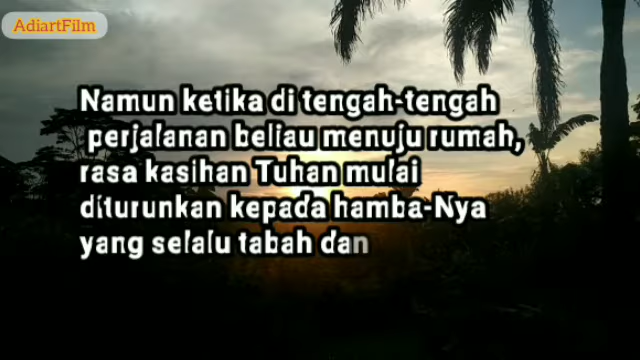 AdiartFilm
Namun ketika di tengah-tengah
perjalanan beliau menuju rumah,
rasa kasihan Tuhan mulai
diturunkan kepada hamba-Nya
yang selalu tabah dan